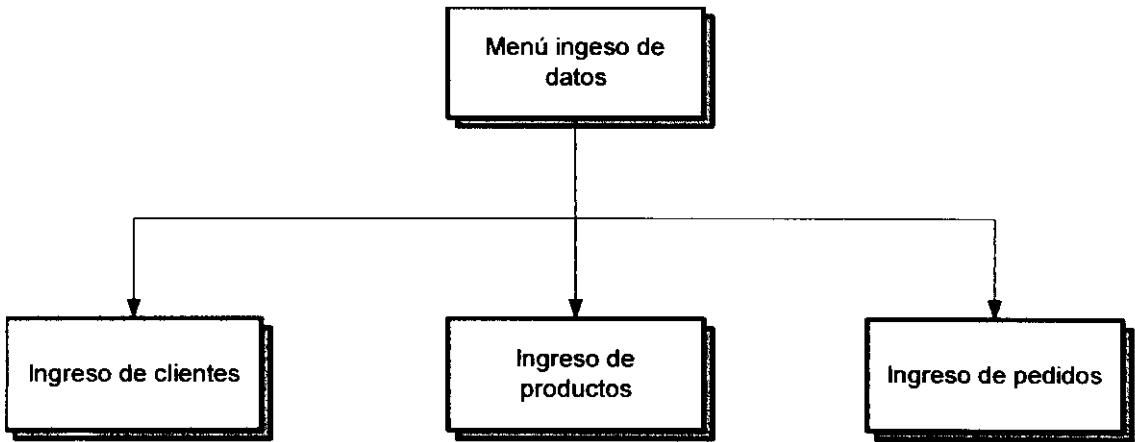 Menú ingeso de
datos
Ingreso de clientes
Ingreso de
productos
Ingreso de pedidos